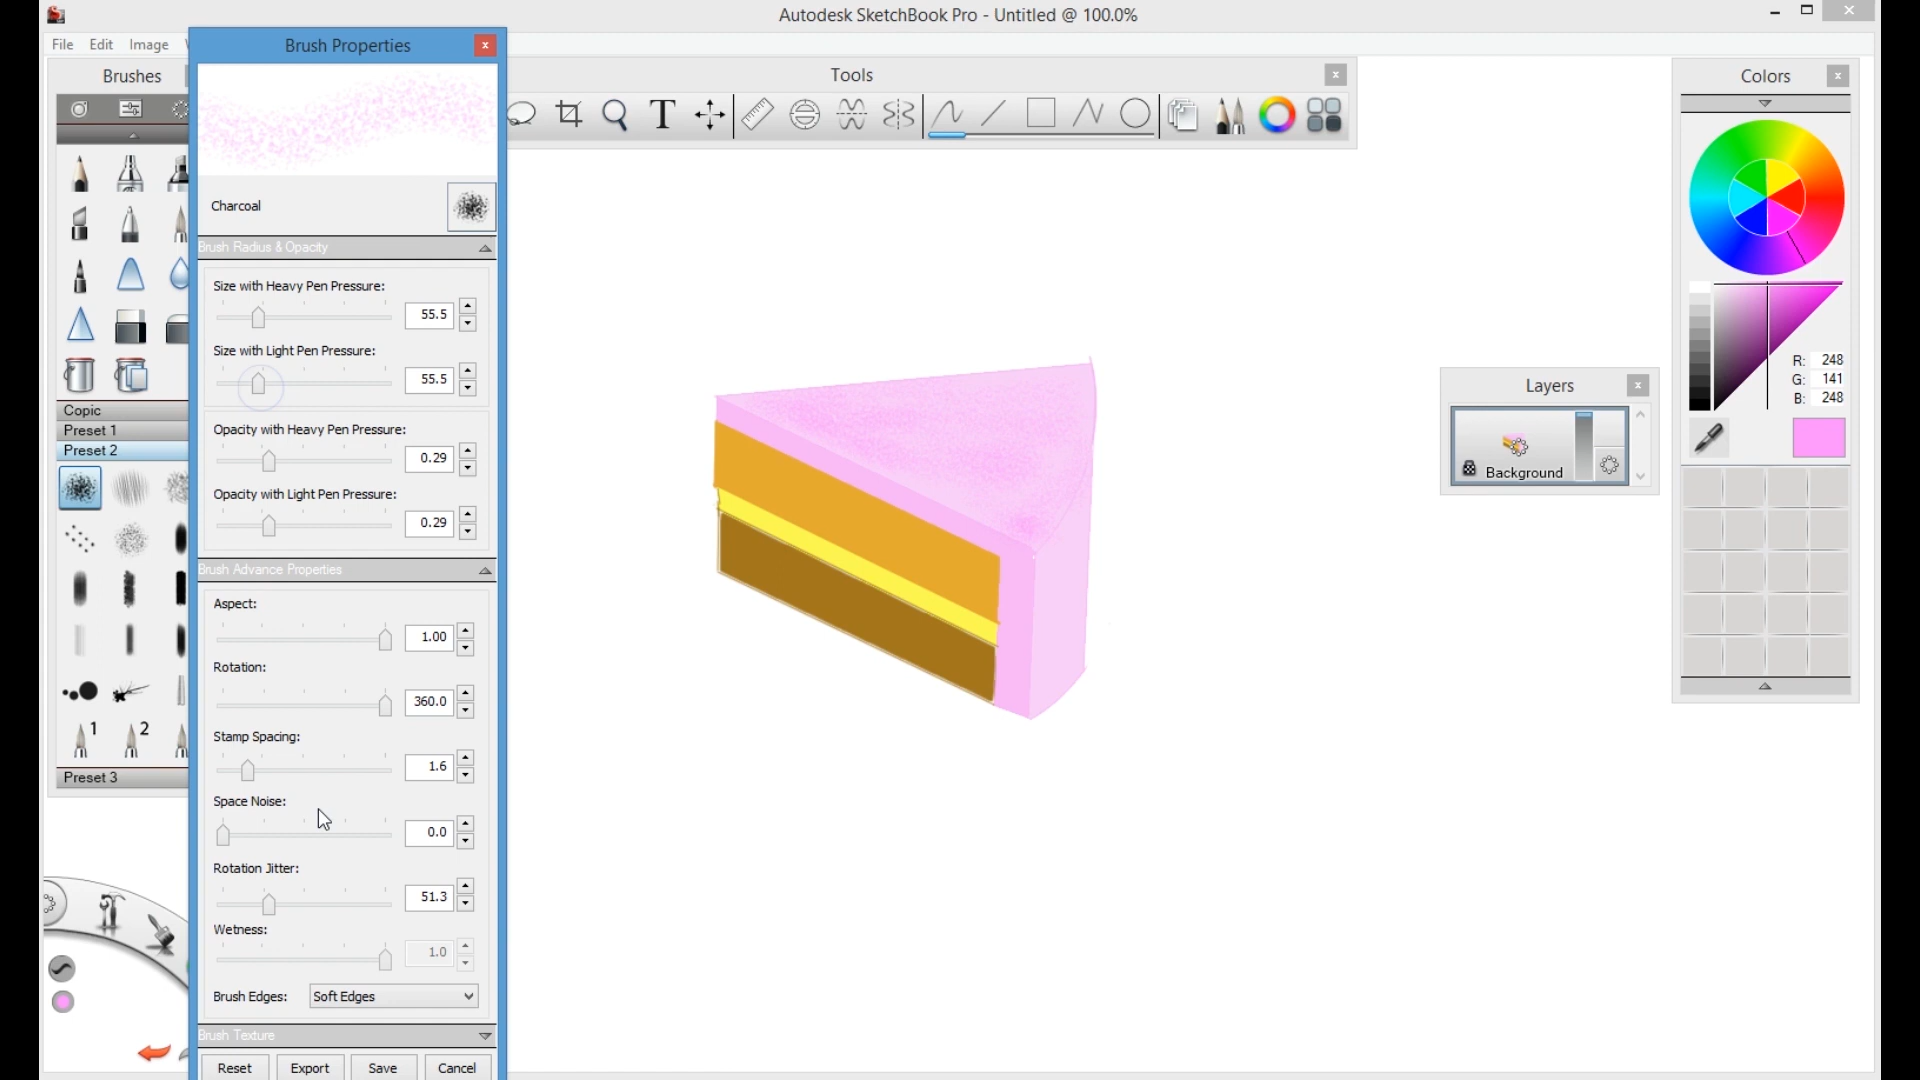 Autodesk SketchBook Pro - Untitled @ 100.0%
File Edit Image
Brush Properties
Brushes
Tools
Colors
T
Charcoal
Brush Radius & Opacity
Size with Heavy Pen Pressure:
55.5
Size with Light Pen Pressure:
55.5
Opacity with Heavy Pen Pressure:
0.29
Opacity with Light Pen Pressure:
0.29
Brush Advance Properties
Aspect:
1.00
Rotation:
360.0
Stamp Spacing:
1.6
Space Noise:
0.0
Rotation Jitter:
51.3
Wetness:
1.0
Brush Edges: Soft Edges
Brush Texture
Reset Export Save Cancel
Copic
Preset 1
Preset 2
1 2
Preset 3
Layers
Background
R: 248
G: 141
B: 248